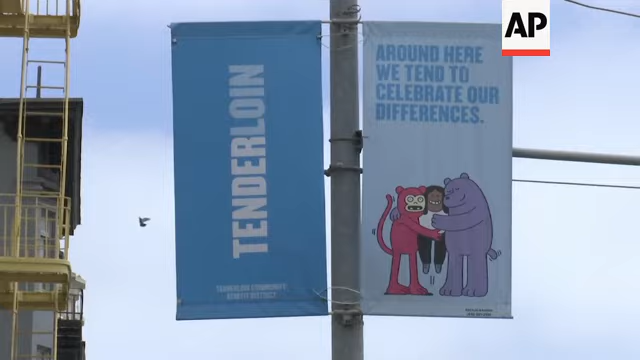 AP
TENDERLOIN
TENDERLOIN COMMUNITY
BENEFIT DISTRICT
AROUND HERE
WE TEND TO
CELEBRATE OUR
DIFFERENCES.